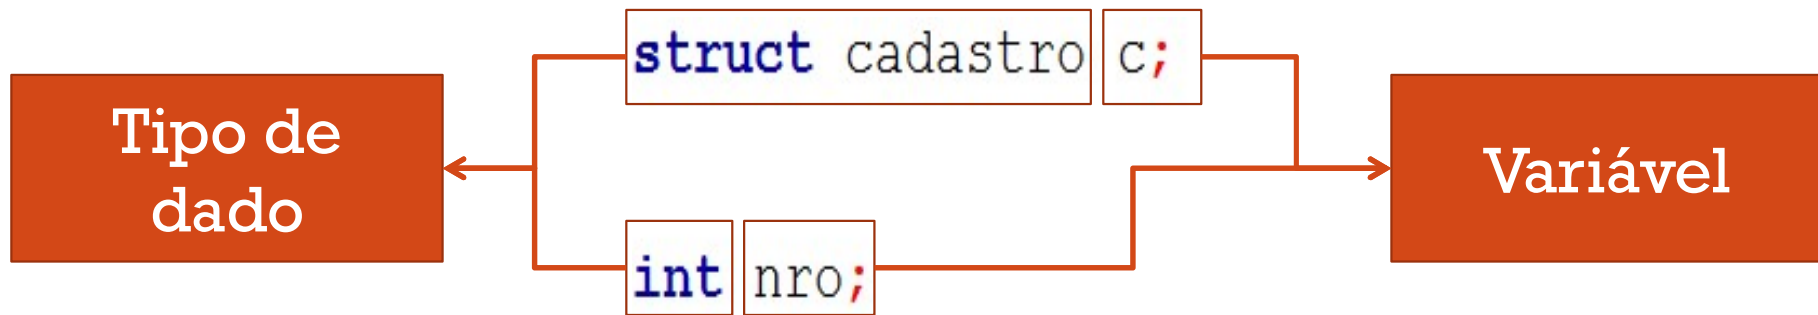 struct cadastro c;
Tipo de
dado
Variável
int nro;